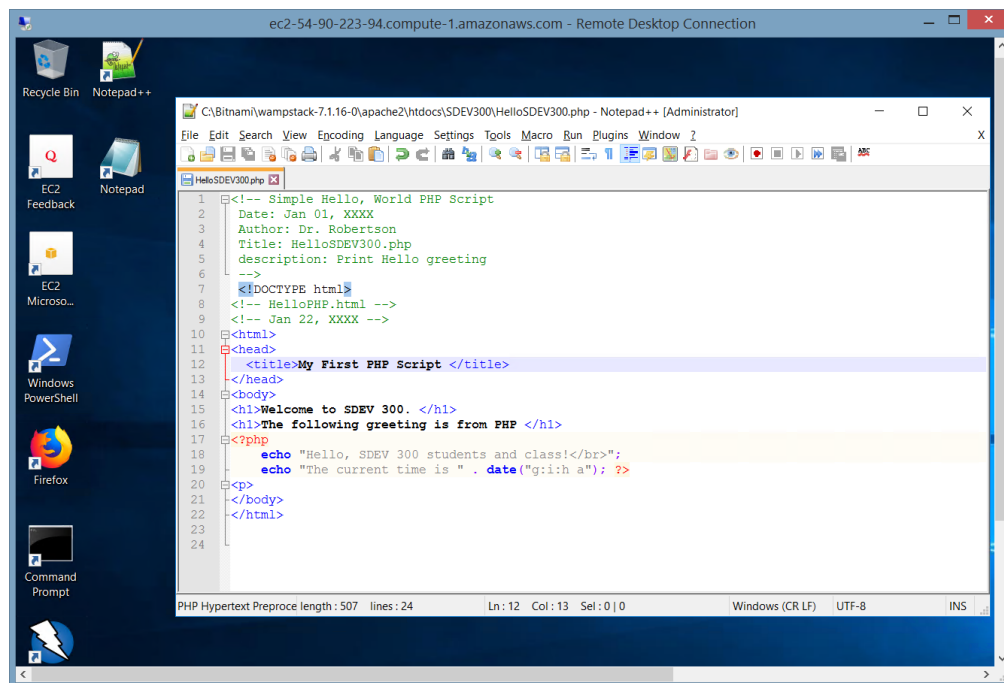 ec2-54-90-223-94.compute-1.amazonaws.com - Remote Desktop Connection
Recycle Bin
Notepad++
C:\Bitnami\wampstack-7.1.16-0\apache2\htdocs\SDEV300\HelloSDEV300.php - Notepad++ [Administrator]
File Edit Search View Encoding Language Settings Tools Macro Run Plugins Window ? X
ABC
HelloSDEV300.php
1 <!-- Simple Hello, World PHP Script
2 Date: Jan 01, XXXX
3 Author: Dr. Robertson
4 Title: HelloSDEV300.php
5 description: Print Hello greeting
6 -->
7 <!DOCTYPE html>
8 <!-- HelloPHP.html -->
9 <!-- Jan 22, XXXX -->
10 <html>
11 <head>
12 <title>My First PHP Script </title>
13 </head>
14 <body>
15 <h1>Welcome to SDEV 300. </h1>
16 <h1>The following greeting is from PHP </h1>
17 <?php
18 echo "Hello, SDEV 300 students and class!</br>";
19 echo "The current time is " . date("g:i:h a"); ?>
20 <p>
21 </body>
22 </html>
23
24
PHP Hypertext Preproce length : 507 lines : 24 Ln : 12 Col : 13 Sel : 0 | 0 Windows (CR LF) UTF-8 INS
Q
EC2
Feedback
Notepad
EC2
Microso...
Windows
PowerShell
Firefox
Command
Prompt